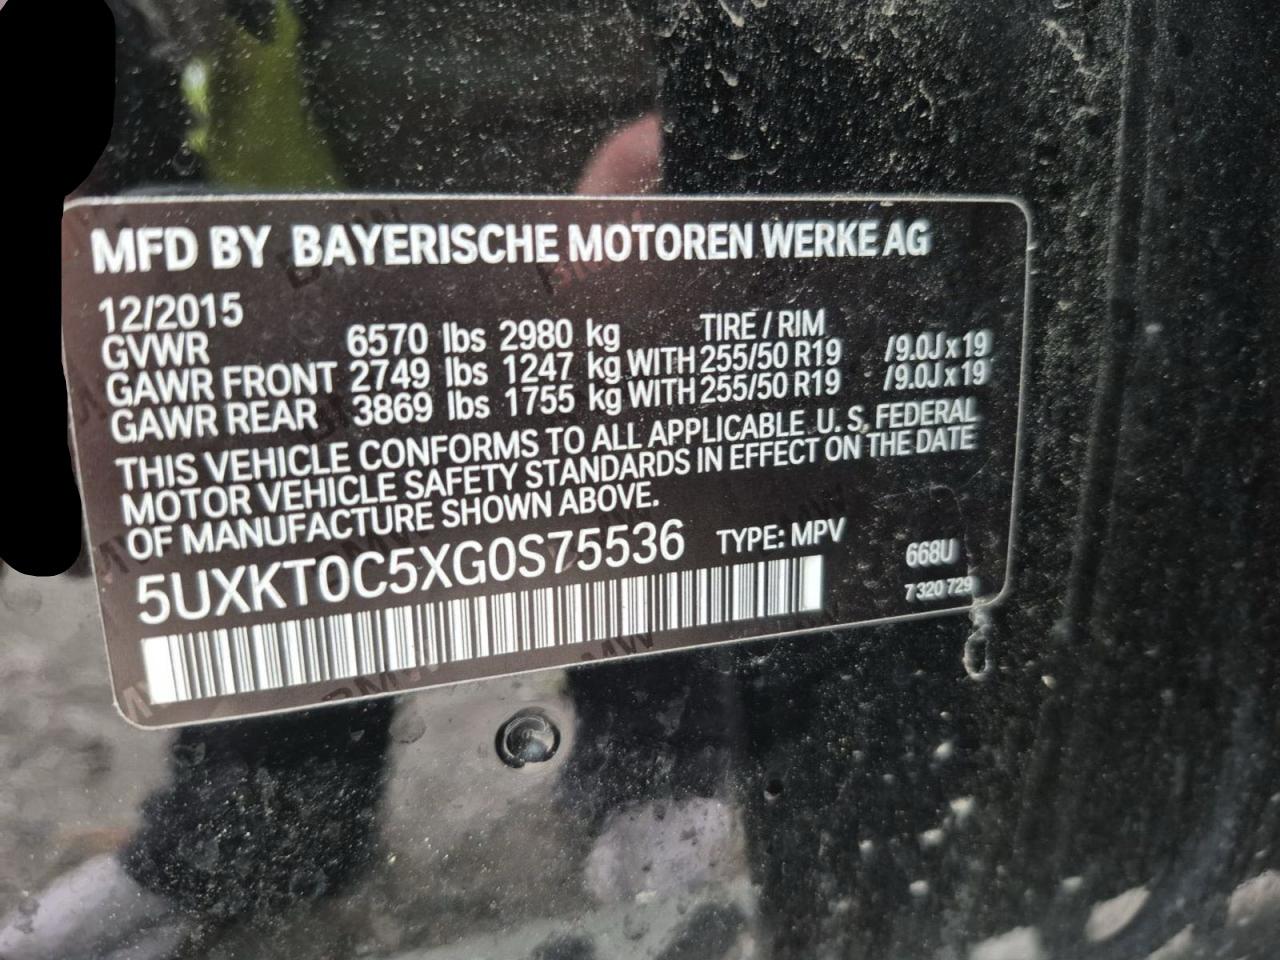 MFD BY BAYERISCHE MOTOREN WERKE AG
12/2015
GVWR 6570 lbs 2980 kg TIRE / RIM
GAWR FRONT 2749 lbs 1247 kg WITH 255/50 R19 /9.0J x 19
GAWR REAR 3869 lbs 1755 kg WITH 255/50 R19 /9.0J x 19
THIS VEHICLE CONFORMS TO ALL APPLICABLE U.S. FEDERAL
MOTOR VEHICLE SAFETY STANDARDS IN EFFECT ON THE DATE
OF MANUFACTURE SHOWN ABOVE.
5UXKT0C5XG0S75536 TYPE: MPV 668U
7 320 729